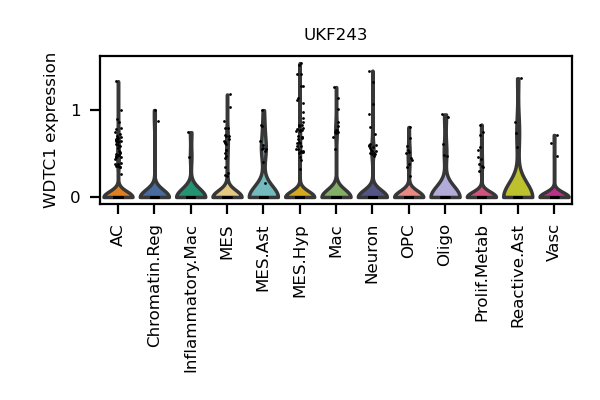 UKF243
WDTC1 expression
1
0
AC
Chromatin.Reg
Inflammatory.Mac
MES
MES.Ast
MES.Hyp
Mac
Neuron
OPC
Oligo
Prolif.Metab
Reactive.Ast
Vasc